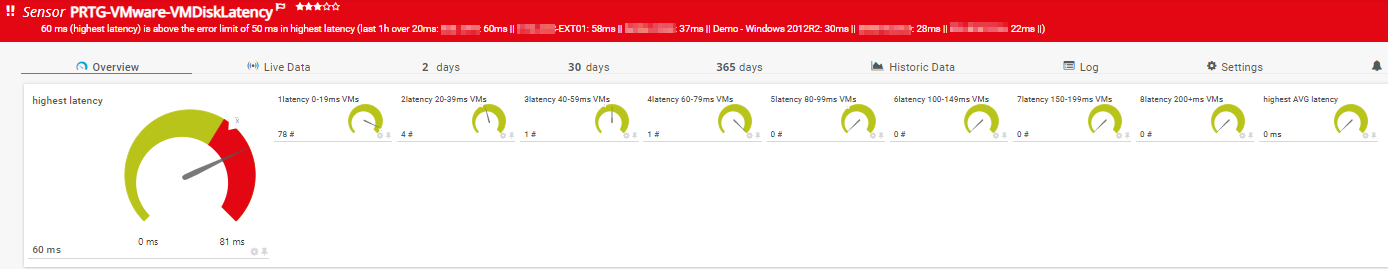 !! Sensor PRTG-VMware-VMDiskLatency
60 ms (highest latency) is above the error limit of 50 ms in highest latency (last 1h over 20ms: : 60ms || -EXT01: 58ms || : 37ms || Demo - Windows 2012R2: 30ms || : 28ms || 22ms ||)
Overview Live Data 2 days 30 days 365 days Historic Data Log Settings
highest latency
1latency 0-19ms VMs 2latency 20-39ms VMs 3latency 40-59ms VMs 4latency 60-79ms VMs 5latency 80-99ms VMs 6latency 100-149ms VMs 7latency 150-199ms VMs 8latency 200+ms VMs highest AVG latency
78 # 4 # 1 # 1 # 0 # 0 # 0 # 0 # 0 ms
0 ms 81 ms
60 ms